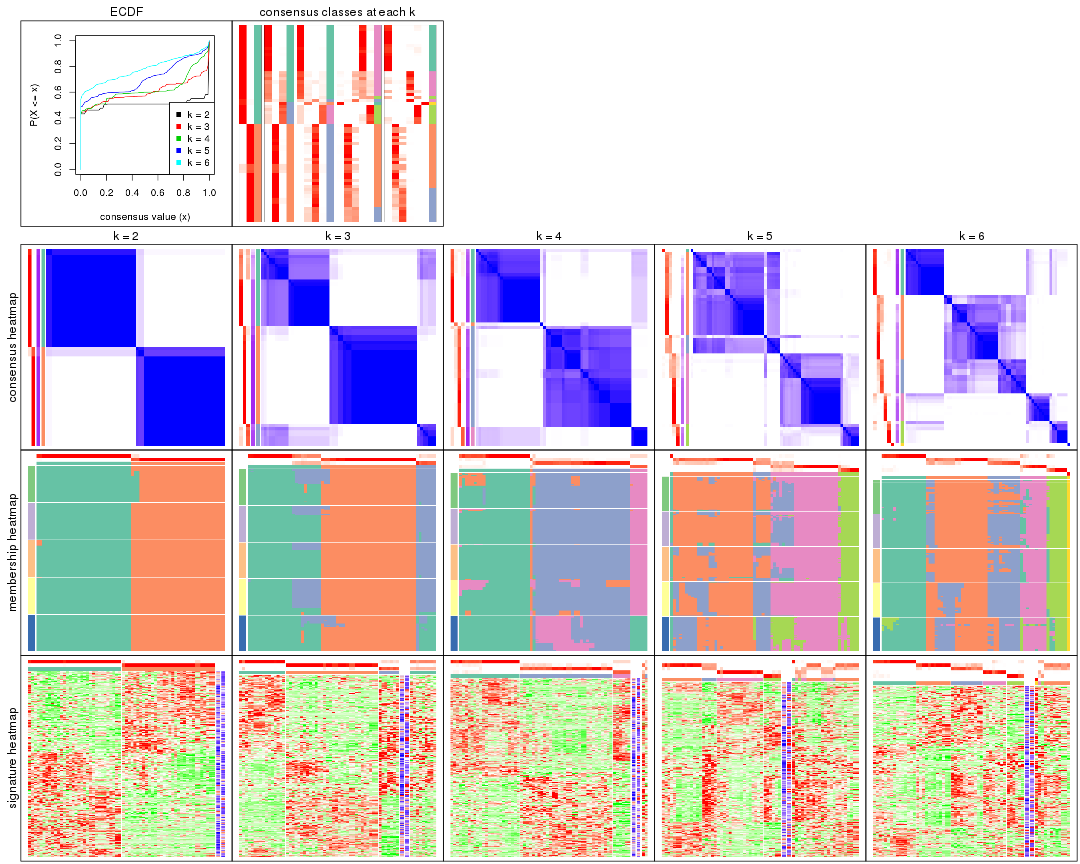 ECDF
consensus classes at each k
P(X <= x)
0.0 0.2 0.4 0.6 0.8 1.0
k = 2
k = 3
k = 4
k = 5
k = 6
0.0 0.2 0.4 0.6 0.8 1.0
consensus value (x)
k = 2
k = 3
k = 4
k = 5
k = 6
consensus heatmap
membership heatmap
signature heatmap